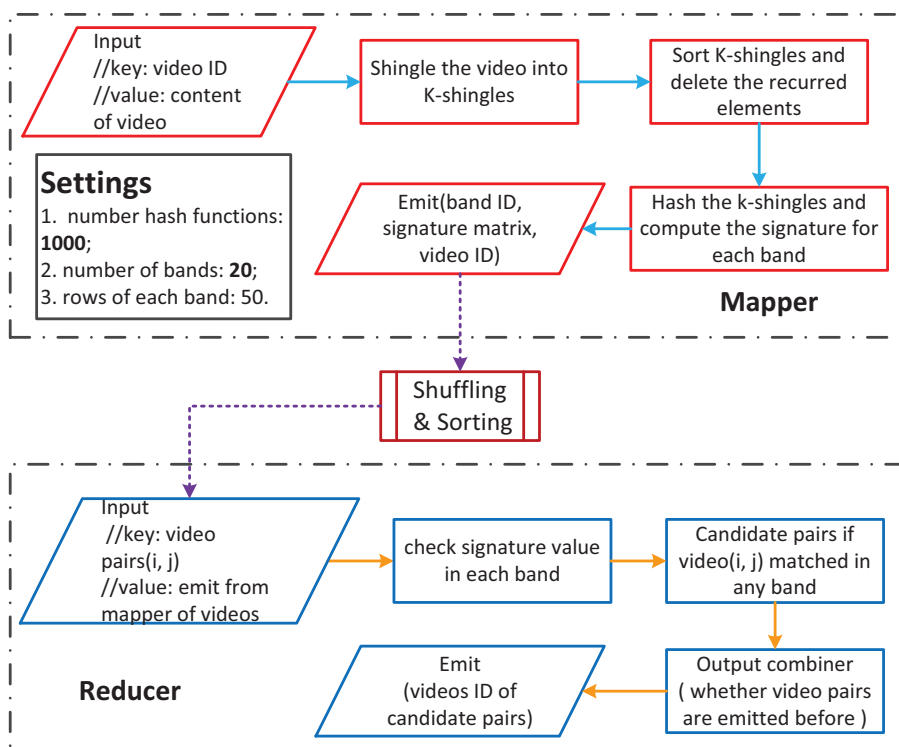 Input
//key: video ID
//value: content
of video
Shingle the video into
K-shingles
Sort K-shingles and
delete the recurred
elements
Settings
1. number hash functions:
1000;
2. number of bands: 20;
3. rows of each band: 50.
Emit(band ID,
signature matrix,
video ID)
Hash the k-shingles and
compute the signature for
each band
Mapper
Shuffling
& Sorting
Input
//key: video
pairs(i, j)
//value: emit from
mapper of videos
check signature value
in each band
Candidate pairs if
video(i, j) matched in
any band
Reducer
Emit
(videos ID of
candidate pairs)
Output combiner
( whether video pairs
are emitted before )